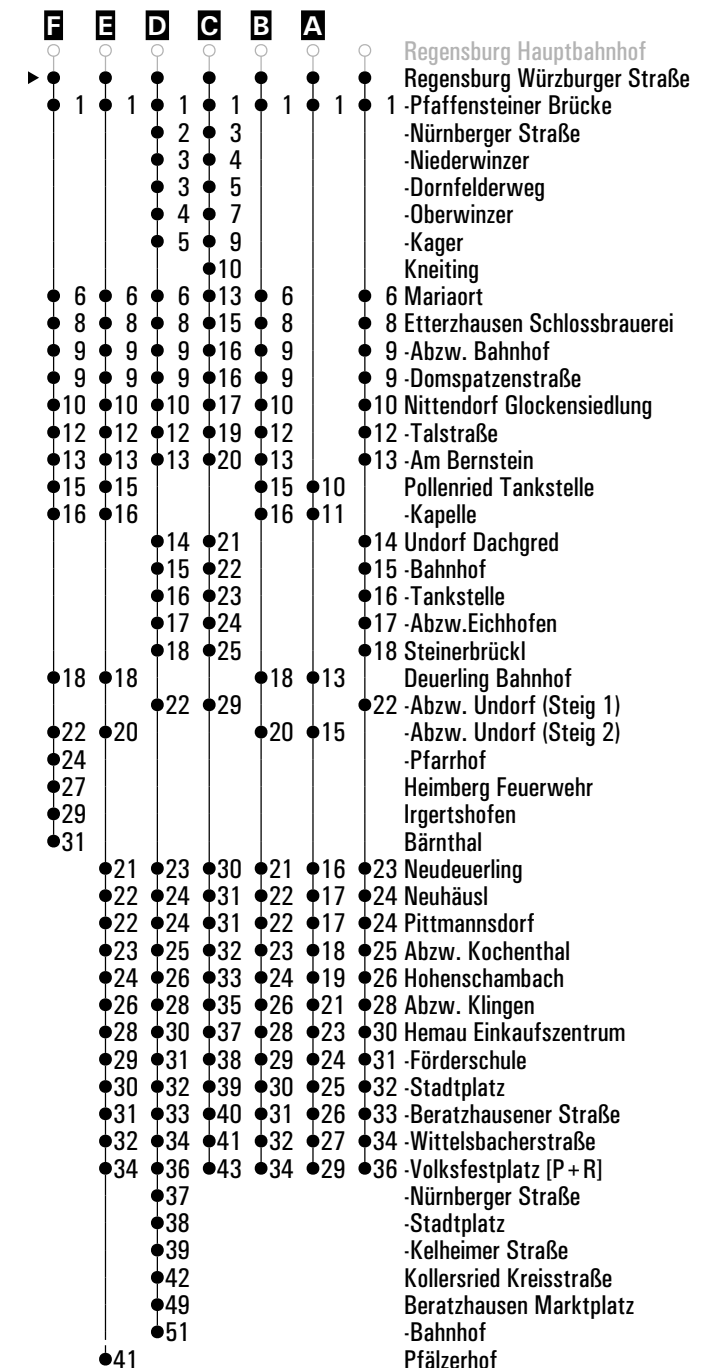 F E D C B A
Regensburg Hauptbahnhof
Regensburg Würzburger Straße
1 1 1 1 1 1 1 -Pfaffensteiner Brücke
2 3 -Nürnberger Straße
3 4 -Niederwinzer
3 5 -Dornfelderweg
4 7 -Oberwinzer
5 9 -Kager
10 Kneiting
6 6 6 13 6 6 Mariaort
8 8 8 15 8 8 Etterzhausen Schlossbrauerei
9 9 9 16 9 9 -Abzw. Bahnhof
9 9 9 16 9 9 -Domspatzenstraße
10 10 10 17 10 10 Nittendorf Glockensiedlung
12 12 12 19 12 12 -Talstraße
13 13 13 20 13 13 -Am Bernstein
15 15 15 10 Pollenried Tankstelle
16 16 16 11 -Kapelle
14 21 14 Undorf Dachgred
15 22 15 -Bahnhof
16 23 16 -Tankstelle
17 24 17 -Abzw.Eichhofen
18 25 18 Steinerbrückl
18 18 18 13 Deuerling Bahnhof
22 29 22 -Abzw. Undorf (Steig 1)
22 20 20 15 -Abzw. Undorf (Steig 2)
24 -Pfarrhof
27 Heimberg Feuerwehr
29 Irgertshofen
31 Bärnthal
21 23 30 21 16 23 Neudeuerling
22 24 31 22 17 24 Neuhäusl
22 24 31 22 17 24 Pittmannsdorf
23 25 32 23 18 25 Abzw. Kochenthal
24 26 33 24 19 26 Hohenschambach
26 28 35 26 21 28 Abzw. Klingen
28 30 37 28 23 30 Hemau Einkaufszentrum
29 31 38 29 24 31 -Förderschule
30 32 39 30 25 32 -Stadtplatz
31 33 40 31 26 33 -Beratzhausener Straße
32 34 41 32 27 34 -Wittelsbacherstraße
34 36 43 34 29 36 -Volksfestplatz [P+R]
37 -Nürnberger Straße
38 -Stadtplatz
39 -Kelheimer Straße
42 Kollersried Kreisstraße
49 Beratzhausen Marktplatz
51 -Bahnhof
41 Pfälzerhof